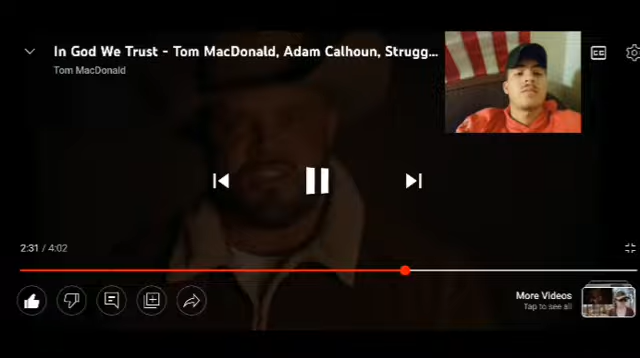 In God We Trust - Tom MacDonald, Adam Calhoun, Strugg...
Tom MacDonald
CC
2:31 / 4:02
More Videos
Tap to see all